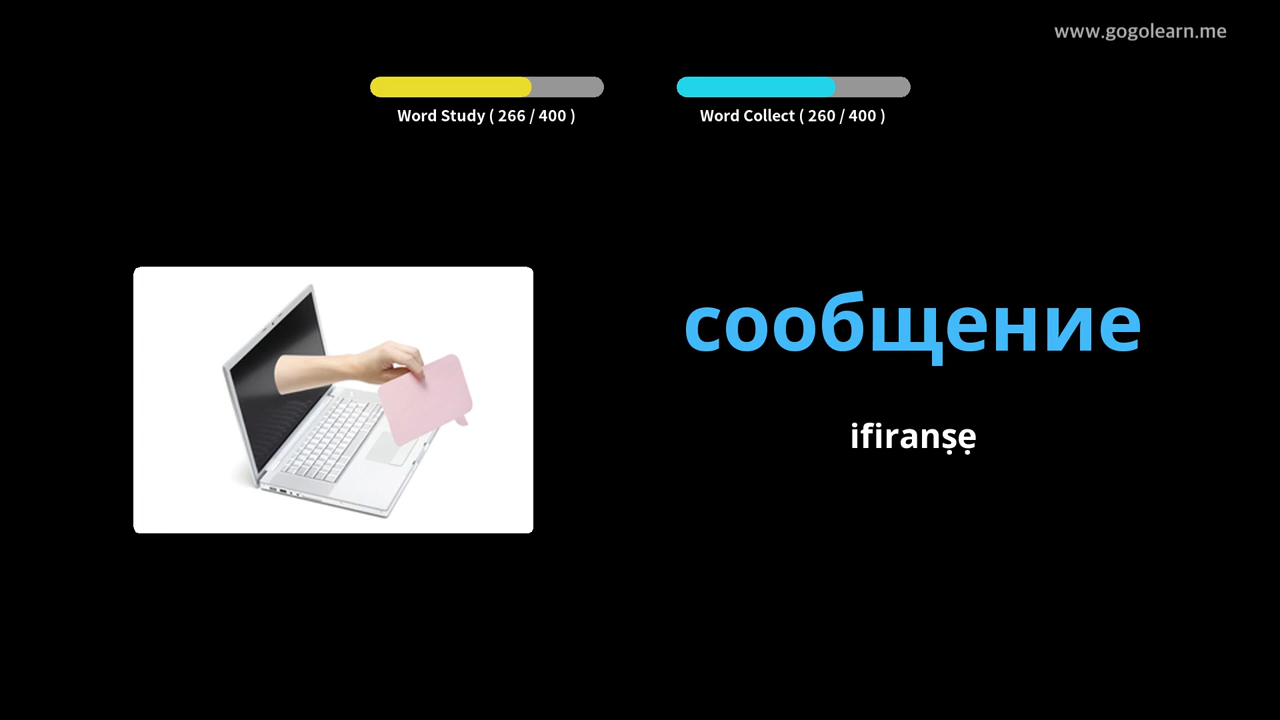 www.gogolearn.me
Word Study ( 266 / 400 )
Word Collect ( 260 / 400 )
сообщение
ifiranṣẹ